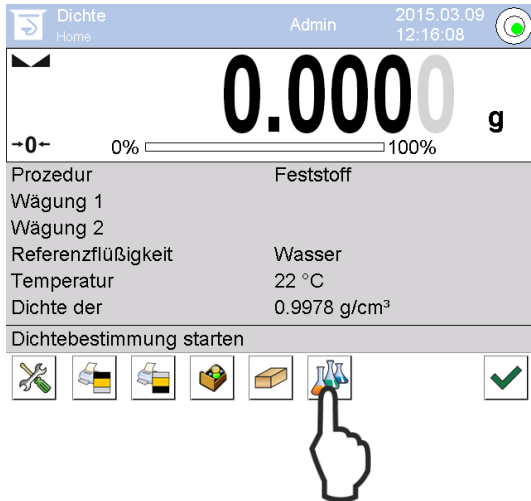 Dichte
Home
Admin
2015.03.09
12:16:08
0.0000 g
→0←
0% 100%
Prozedur Feststoff
Wägung 1
Wägung 2
Referenzflüßigkeit Wasser
Temperatur 22 °C
Dichte der 0.9978 g/cm³
Dichtebestimmung starten